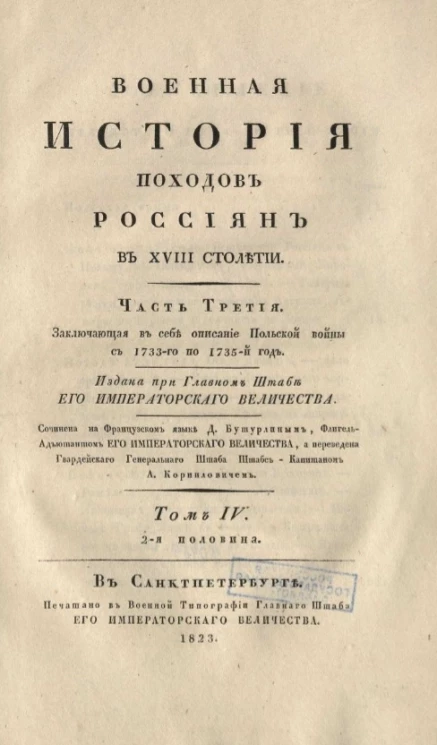 ВОЕННАЯ
ИСТОРІЯ
ПОХОДОВЪ
РОССІЯНЪ
ВЪ XVIII СТОЛѢТІИ.
Часть Третія.
Заключающая въ себѣ описаніе Польской войны
съ 1733-го по 1735-й годъ.
Издана при Главномъ Штабѣ
ЕГО ИМПЕРАТОРСКАГО ВЕЛИЧЕСТВА.
Сочинена на Французскомъ языкѣ Д. Бутурлинымъ, Флигель-
Адъютантомъ ЕГО ИМПЕРАТОРСКАГО ВЕЛИЧЕСТВА, а переведена
Гвардейскаго Генеральнаго Штаба Штабсъ-Капитаномъ
А. Корниловичемъ.
Томъ IV.
2-я половина.
Въ Санктпетербургѣ.
Печатано въ Военной Типографіи Главнаго Штаба
ЕГО ИМПЕРАТОРСКАГО ВЕЛИЧЕСТВА.
1823.